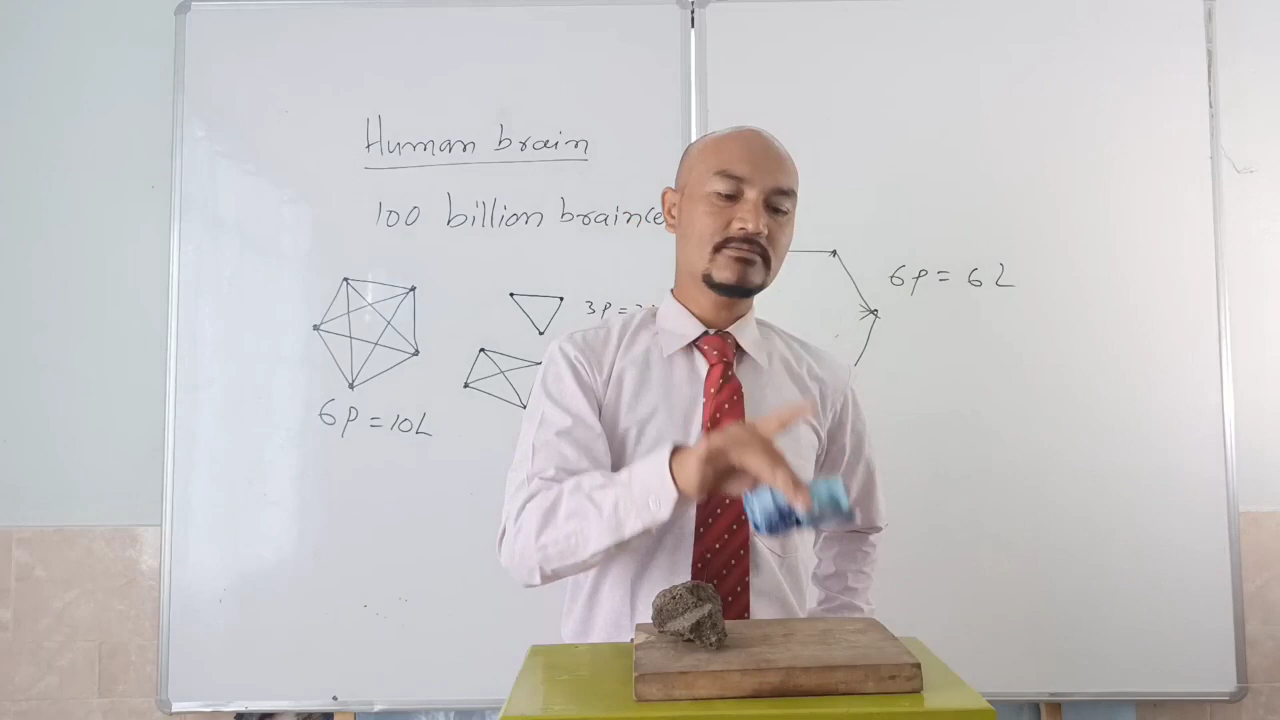 Human brain
100 billion braince
3P =
6P = 6L
6P = 10L